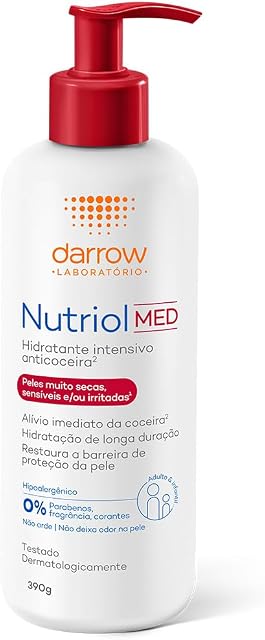 darrow
LABORATÓRIO
Nutriol MED
Hidratante intensivo
anticoceira²
Peles muito secas,
sensíveis e/ou irritadas¹
Alívio imediato da coceira²
Hidratação de longa duração
Restaura a barreira de
proteção da pele
Adulto & infantil
Hipoalergênico
0% Parabenos,
fragrância, corantes
Não arde | Não deixa odor na pele
Testado
Dermatologicamente
390g